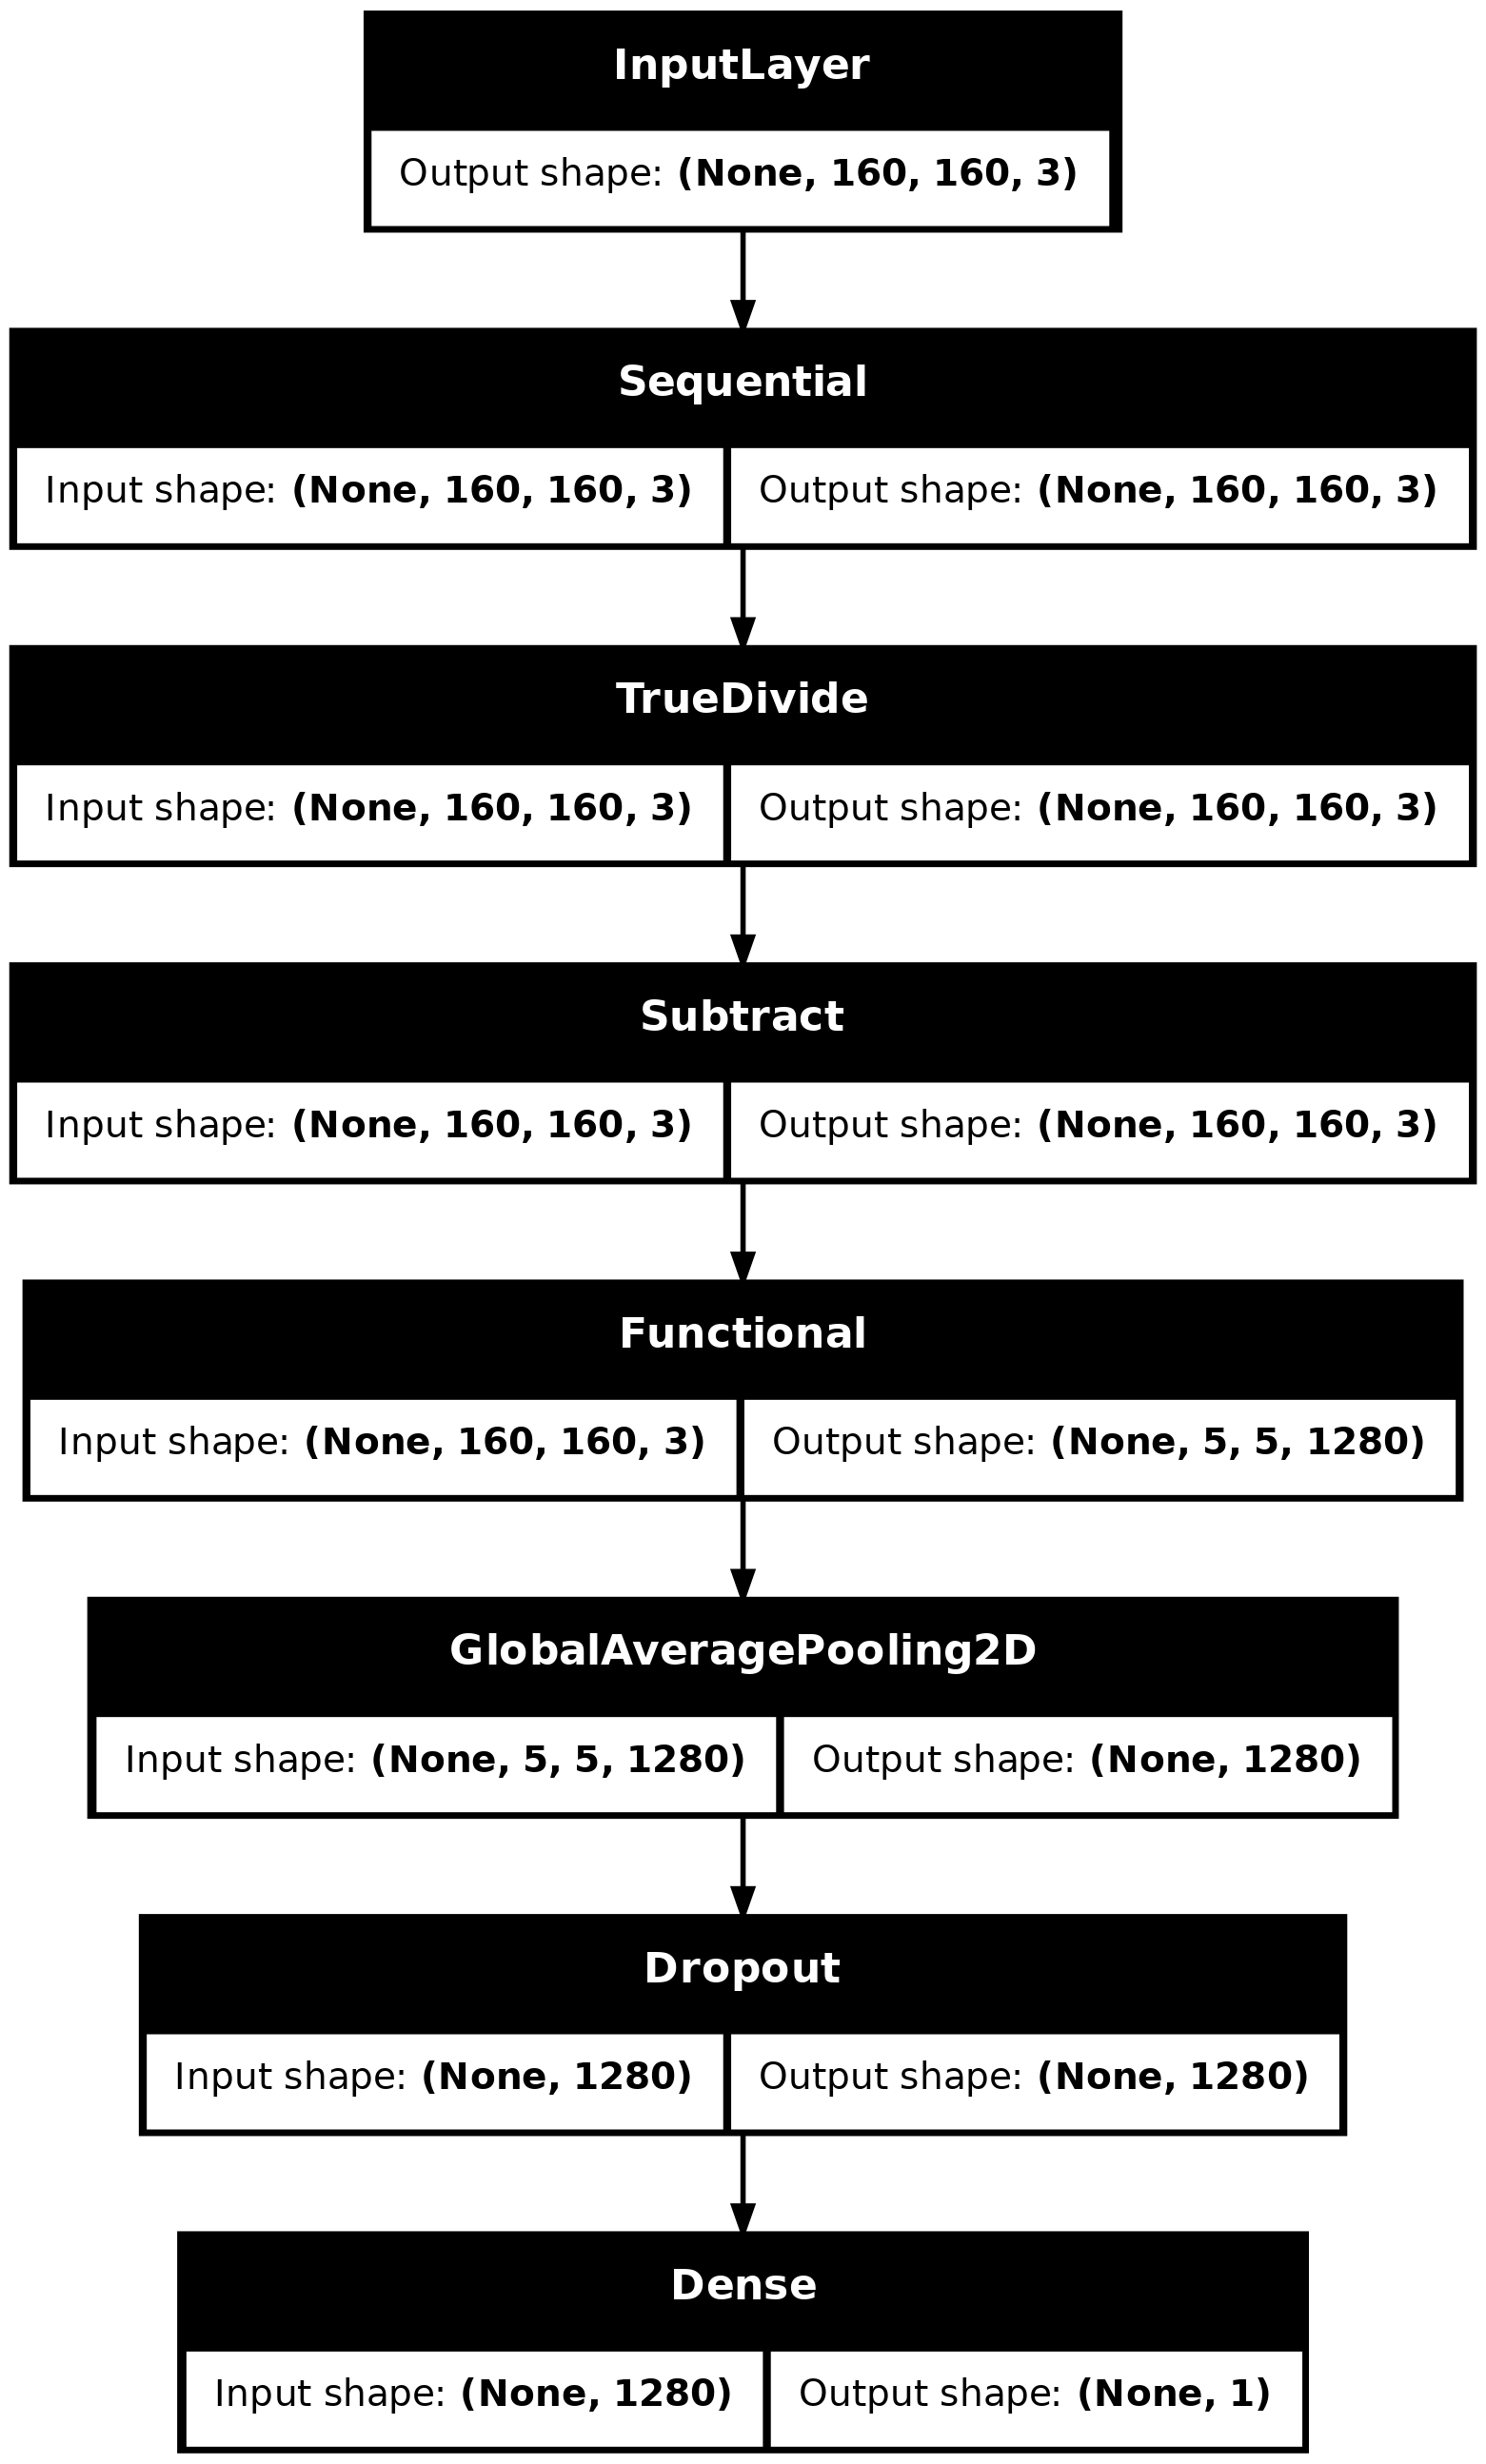 InputLayer
Output shape: (None, 160, 160, 3)
Sequential
Input shape: (None, 160, 160, 3) Output shape: (None, 160, 160, 3)
TrueDivide
Input shape: (None, 160, 160, 3) Output shape: (None, 160, 160, 3)
Subtract
Input shape: (None, 160, 160, 3) Output shape: (None, 160, 160, 3)
Functional
Input shape: (None, 160, 160, 3) Output shape: (None, 5, 5, 1280)
GlobalAveragePooling2D
Input shape: (None, 5, 5, 1280) Output shape: (None, 1280)
Dropout
Input shape: (None, 1280) Output shape: (None, 1280)
Dense
Input shape: (None, 1280) Output shape: (None, 1)